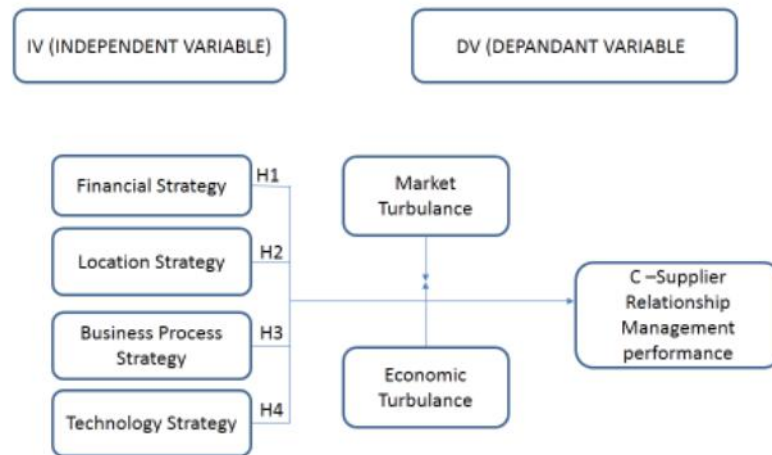 IV (INDEPENDENT VARIABLE)
DV (DEPANDANT VARIABLE
Financial Strategy
H1
Location Strategy
H2
Business Process
Strategy
H3
Technology Strategy
H4
Market
Turbulance
Economic
Turbulance
C –Supplier
Relationship
Management
performance